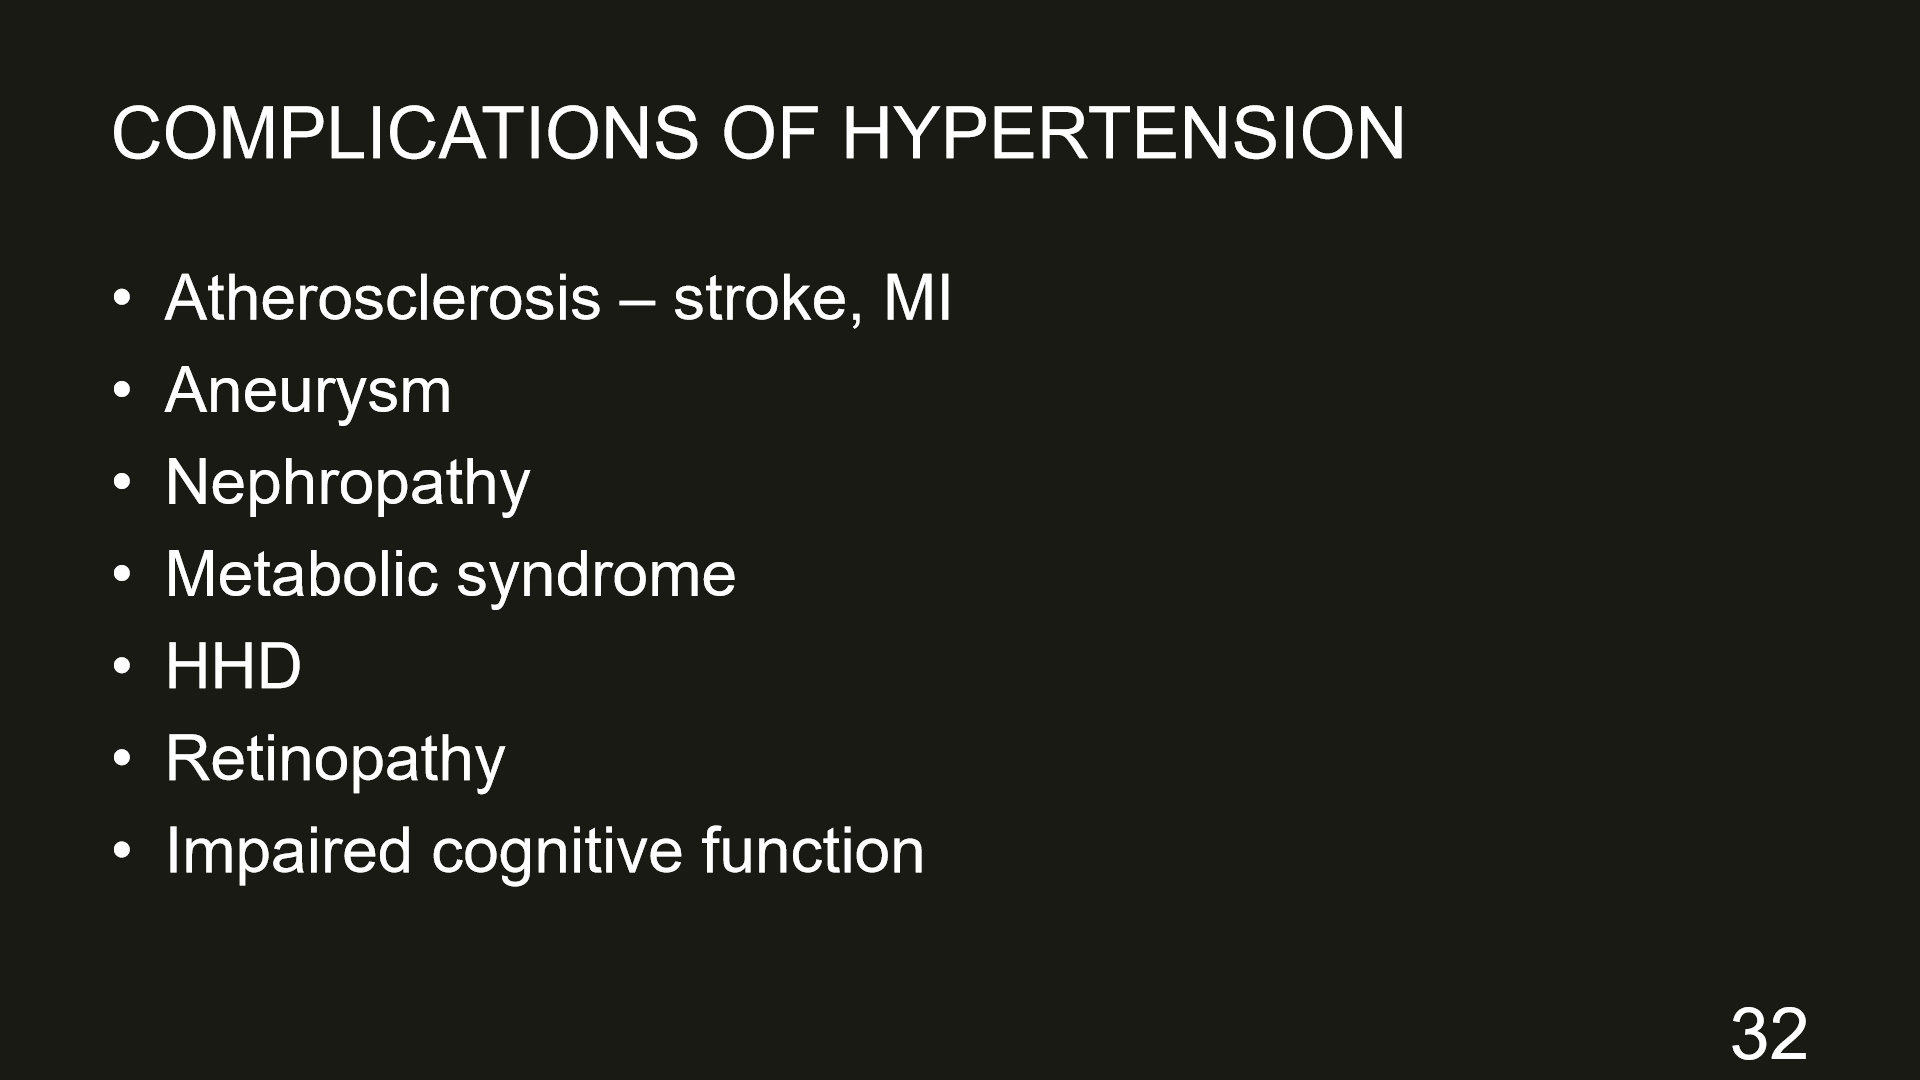 COMPLICATIONS OF HYPERTENSION
• Atherosclerosis – stroke, MI
• Aneurysm
• Nephropathy
• Metabolic syndrome
• HHD
• Retinopathy
• Impaired cognitive function
32